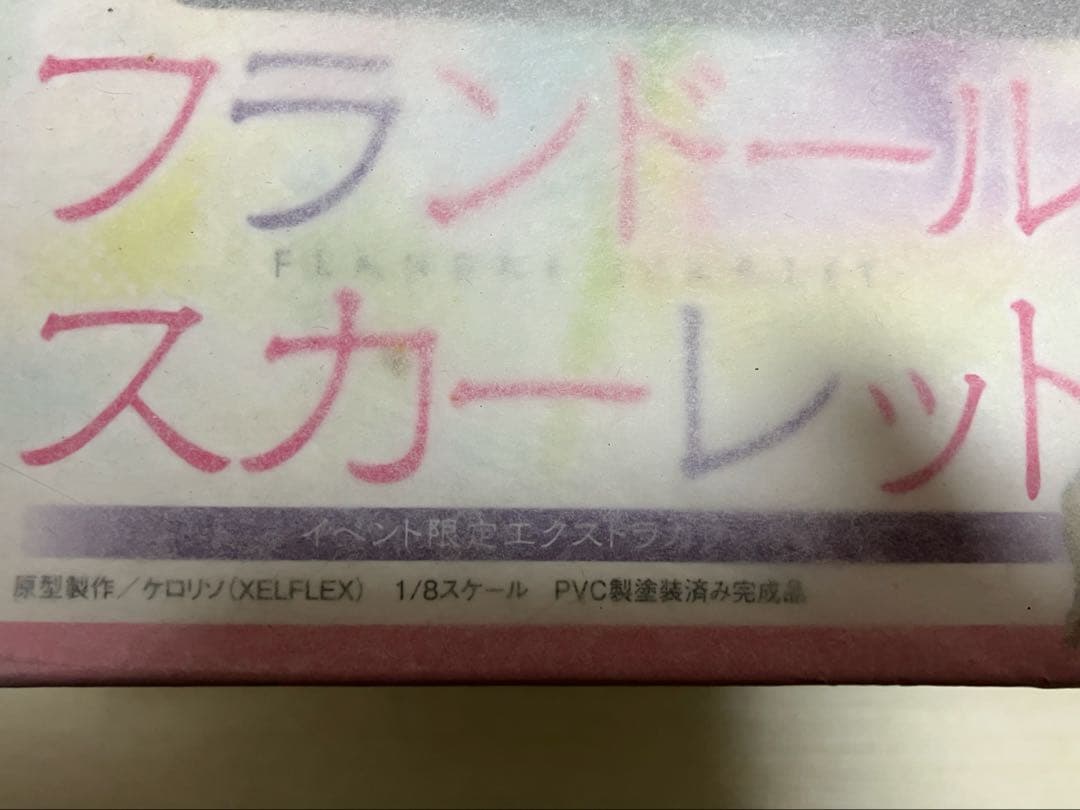 フランドール
FLANDRE SCARLET
スカーレット
イベント限定エクストラカ
原型製作／ケロリソ（XELFLEX） 1/8スケール PVC製塗装済み完成品